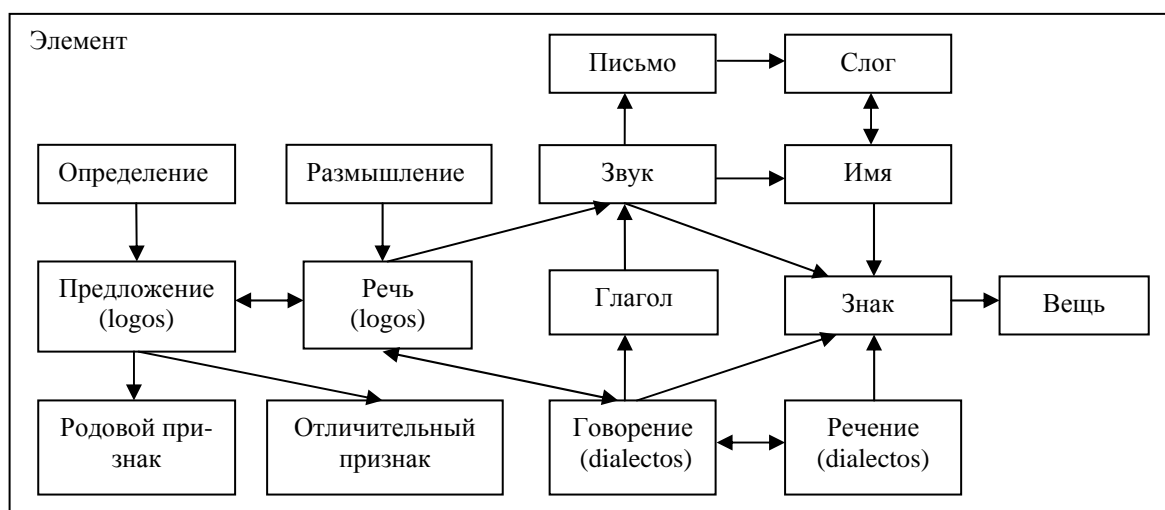 Элемент
Письмо
Слог
Определение
Размышление
Звук
Имя
Предложение
(logos)
Речь
(logos)
Глагол
Знак
Вещь
Родовой при-
знак
Отличительный
признак
Говорение
(dialectos)
Речение
(dialectos)